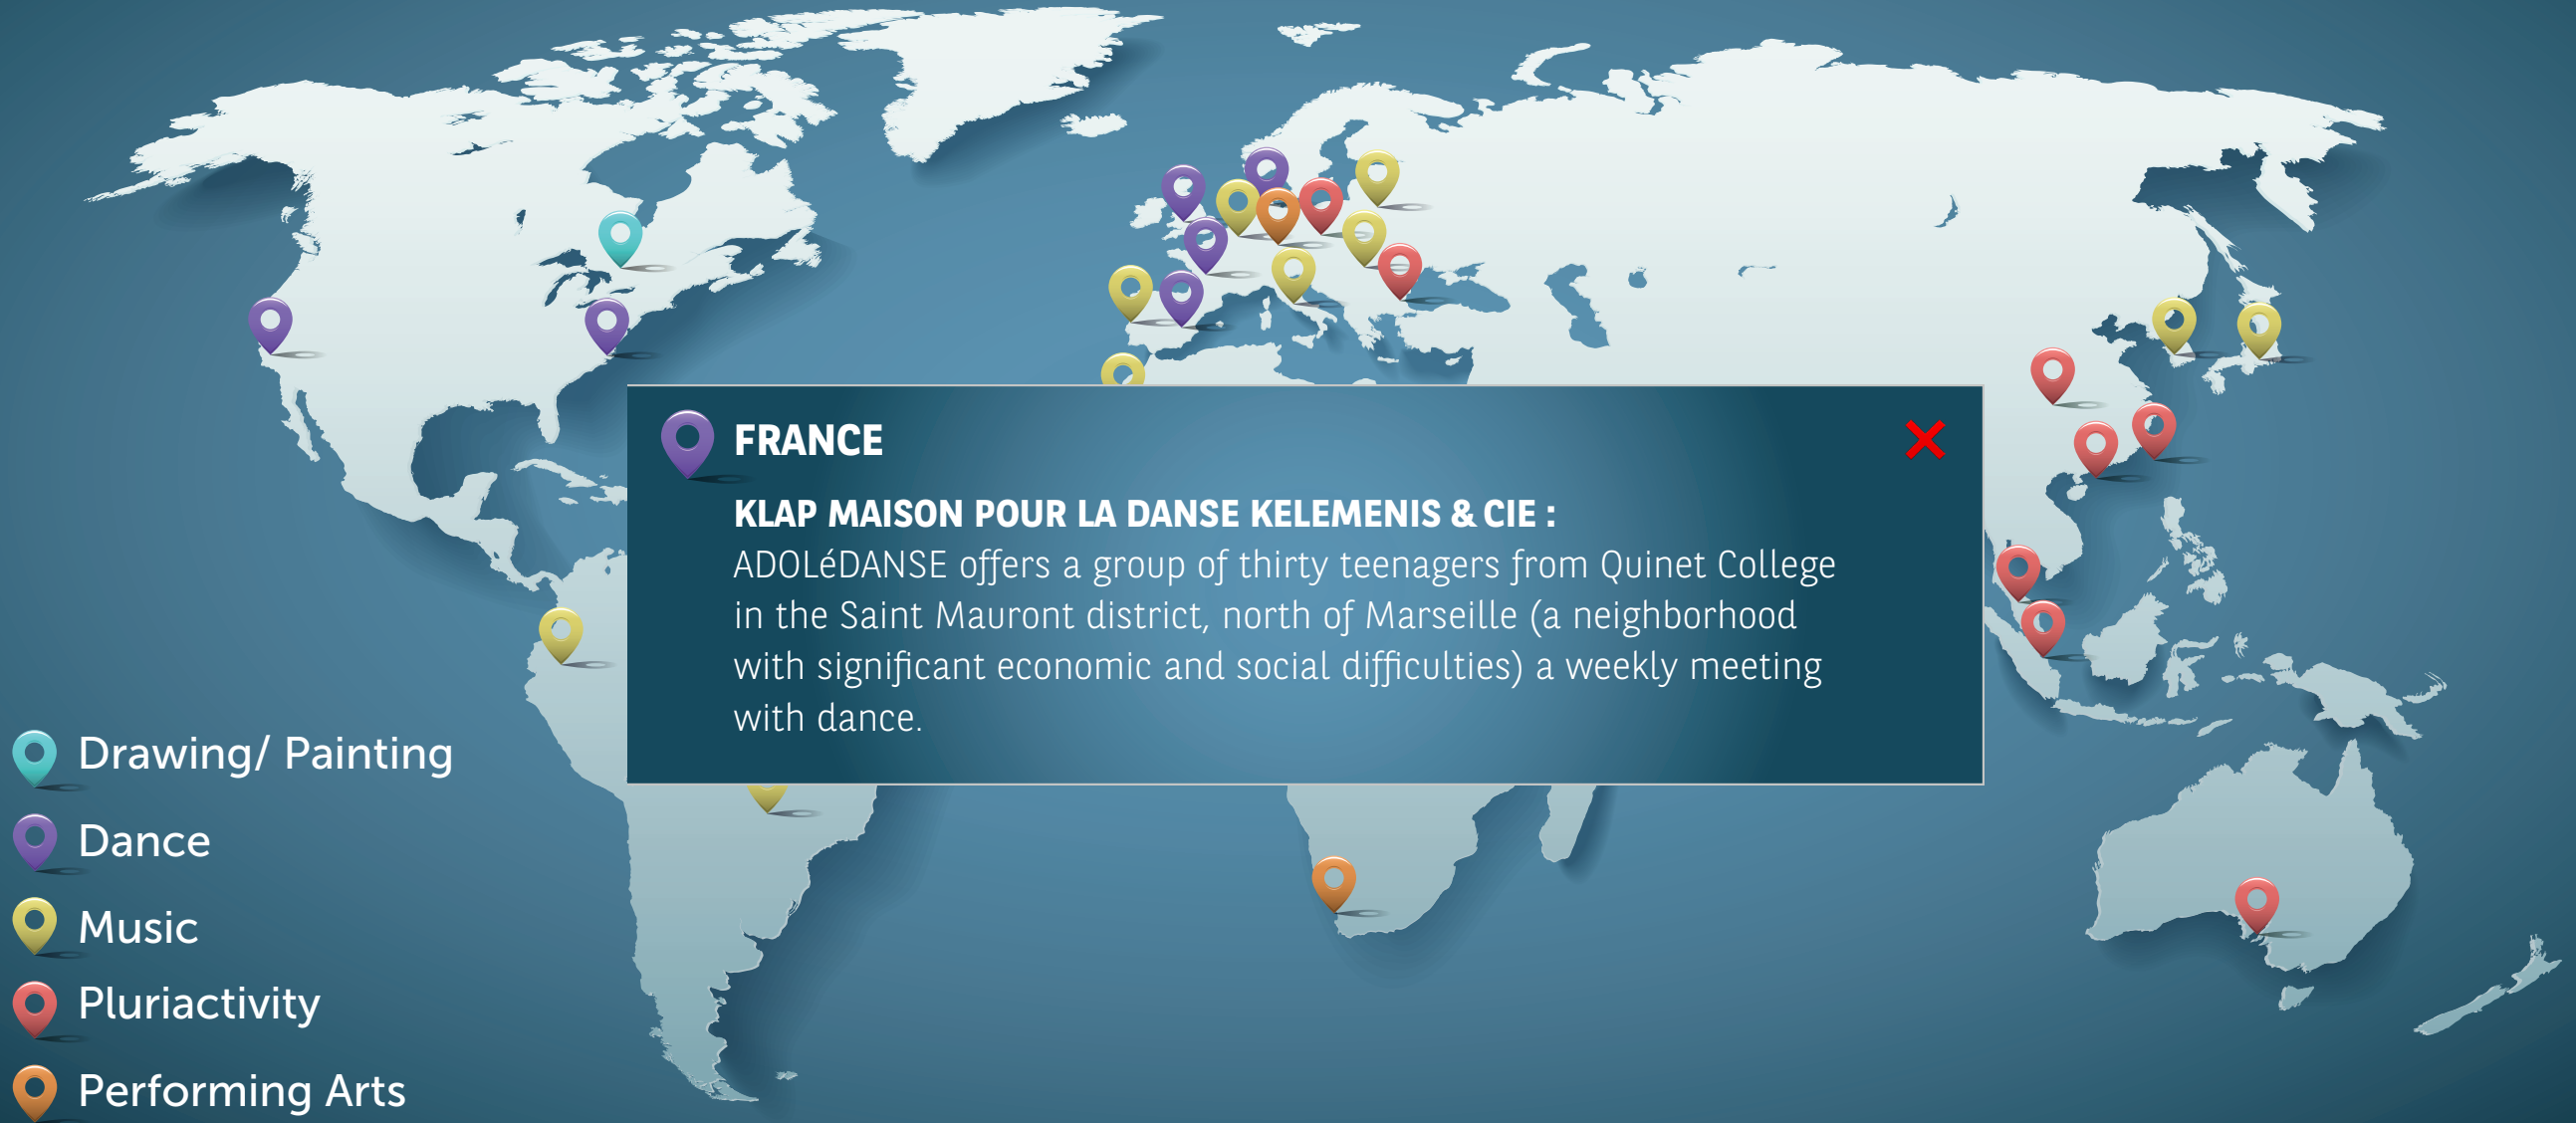 FRANCE
KLAP MAISON POUR LA DANSE KELEMENIS & CIE :
ADOLéDANSE offers a group of thirty teenagers from Quinet College
in the Saint Mauront district, north of Marseille (a neighborhood
with significant economic and social difficulties) a weekly meeting
with dance.
Drawing/ Painting
Dance
Music
Pluriactivity
Performing Arts